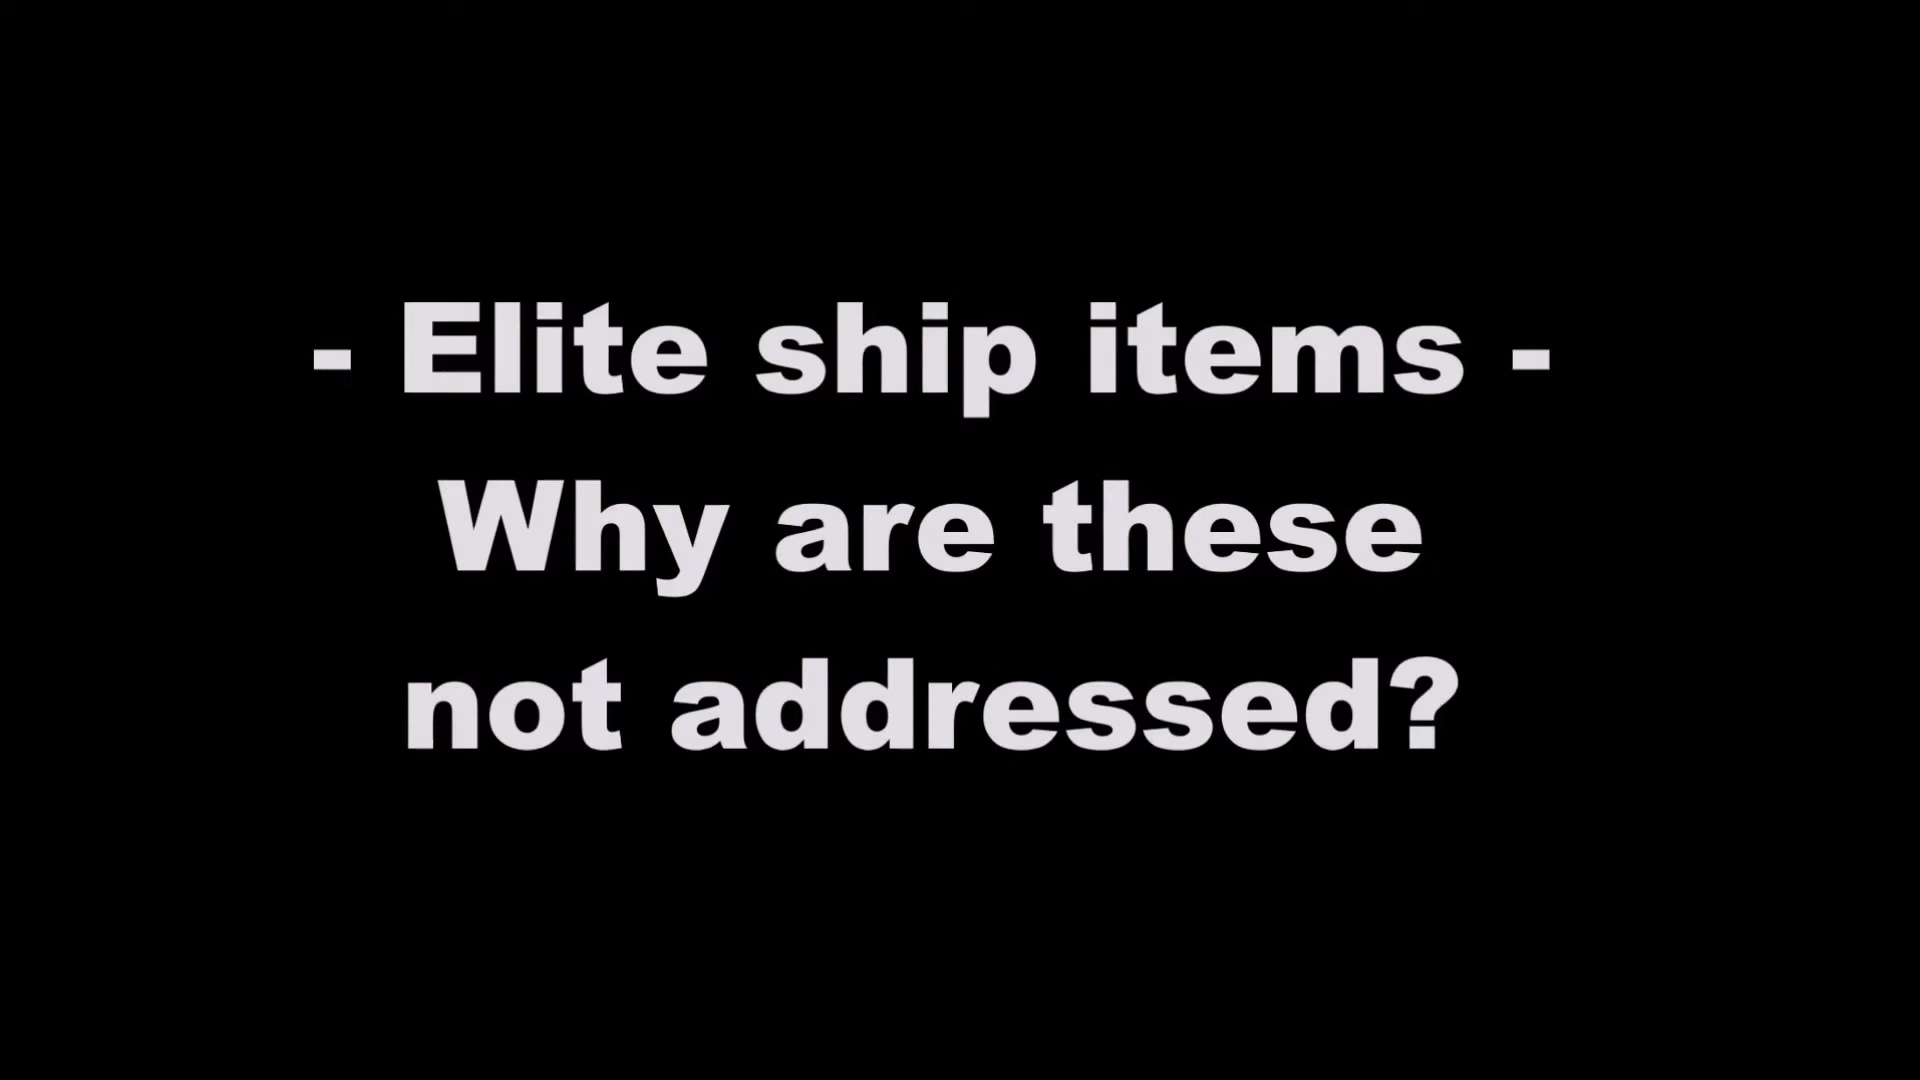 - Elite ship items -
Why are these
not addressed?